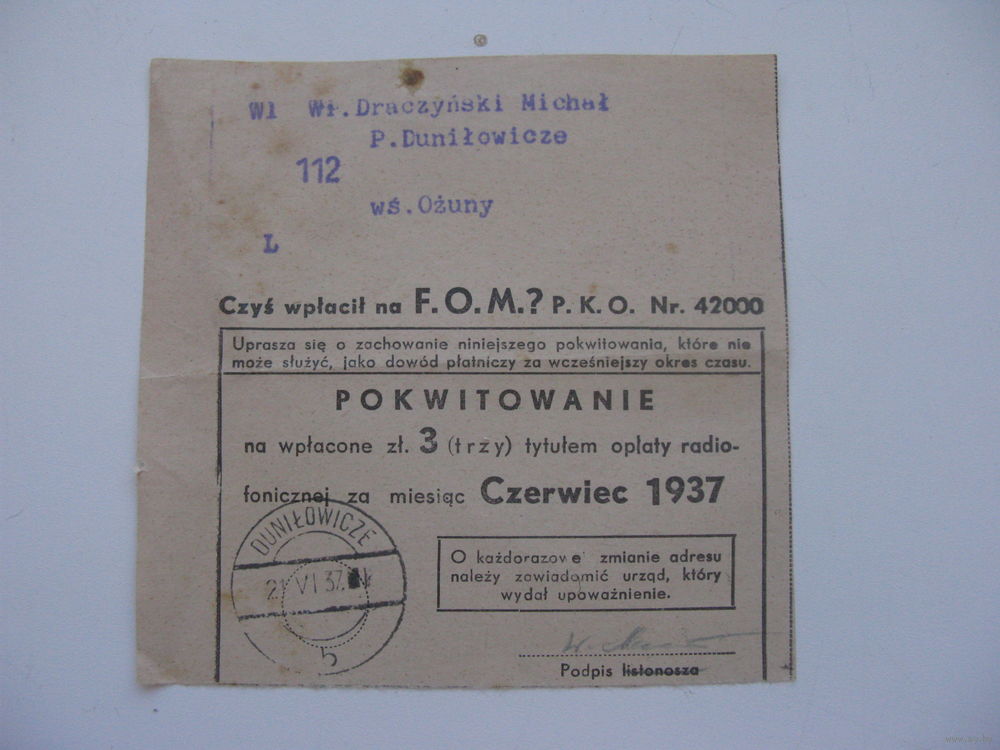 Wl Wł.Draczyński Michał
P.Duniłowicze
112
wś.Ożuny
L
Czyś wpłacił na F.O.M.? P.K.O. Nr. 42000
Uprasza się o zachowanie niniejszego pokwitowania, które nie
może służyć, jako dowód płatniczy za wcześniejszy okres czasu.
POKWITOWANIE
na wpłacone zł. 3 (trzy) tytułem opłaty radio-
fonicznej za miesiąc Czerwiec 1937
DUNIŁOWICZE
21 VI 37
b
O każdorazowe zmianie adresu
należy zawiadomić urząd, który
wydał upoważnienie.
Podpis listonosza